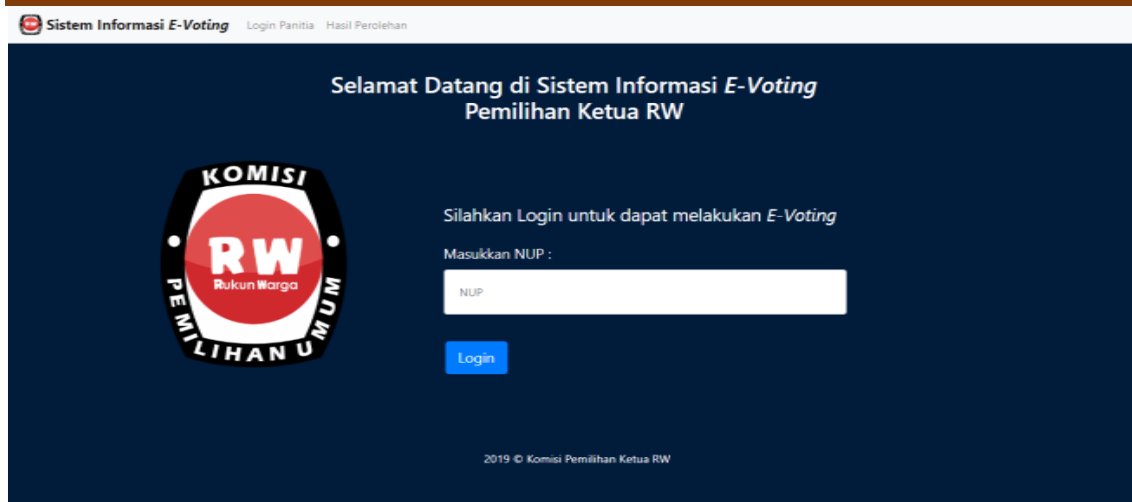 Sistem Informasi E-Voting Login Panitia Hasil Perolehan
Selamat Datang di Sistem Informasi E-Voting
Pemilihan Ketua RW
KOMISI
RW
Rukun Warga
PEMILIHAN UMUM
Silahkan Login untuk dapat melakukan E-Voting
Masukkan NUP :
NUP
Login
2019 © Komisi Pemilihan Ketua RW